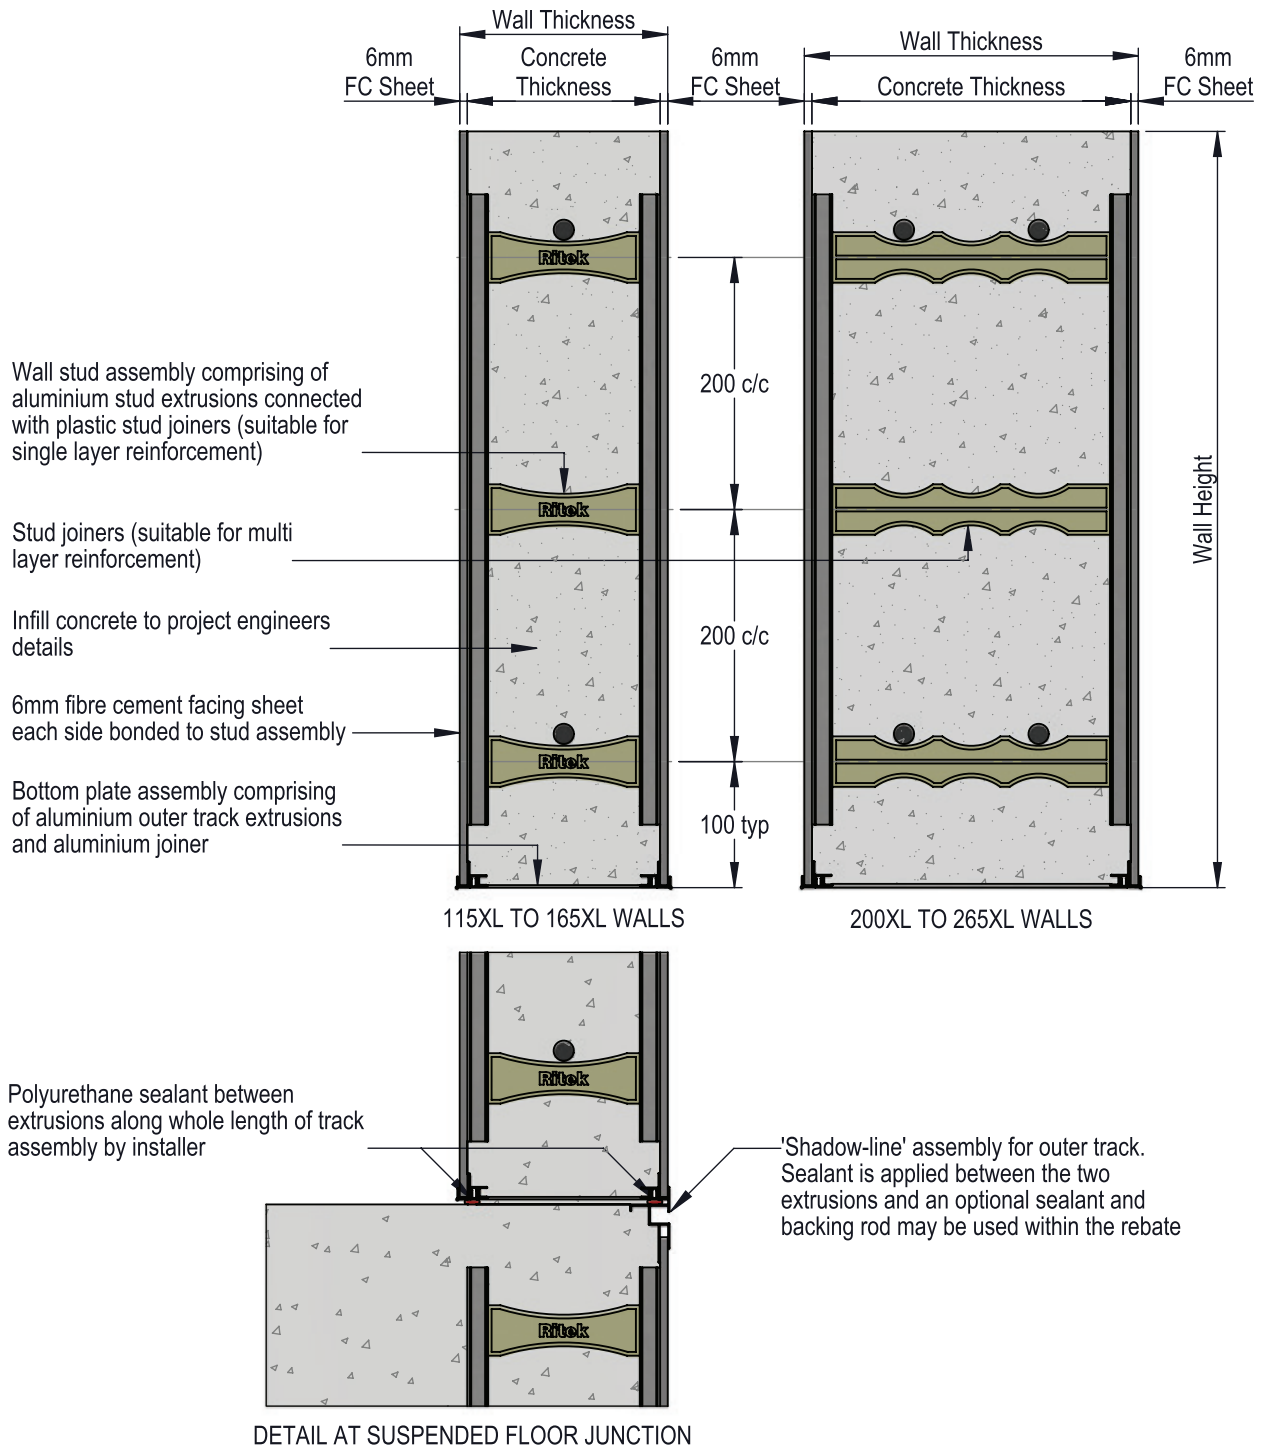 Wall Thickness
6mm
FC Sheet
Concrete
Thickness
6mm
FC Sheet
Wall Thickness
Concrete Thickness
6mm
FC Sheet
Ritek
200 c/c
Wall stud assembly comprising of
aluminium stud extrusions connected
with plastic stud joiners (suitable for
single layer reinforcement)
Wall Height
Ritek
Stud joiners (suitable for multi
layer reinforcement)
Infill concrete to project engineers
details
200 c/c
6mm fibre cement facing sheet
each side bonded to stud assembly
Ritek
Bottom plate assembly comprising
of aluminium outer track extrusions
and aluminium joiner
100 typ
115XL TO 165XL WALLS
200XL TO 265XL WALLS
Ritek
Polyurethane sealant between
extrusions along whole length of track
assembly by installer
'Shadow-line' assembly for outer track.
Sealant is applied between the two
extrusions and an optional sealant and
backing rod may be used within the rebate
Ritek
DETAIL AT SUSPENDED FLOOR JUNCTION